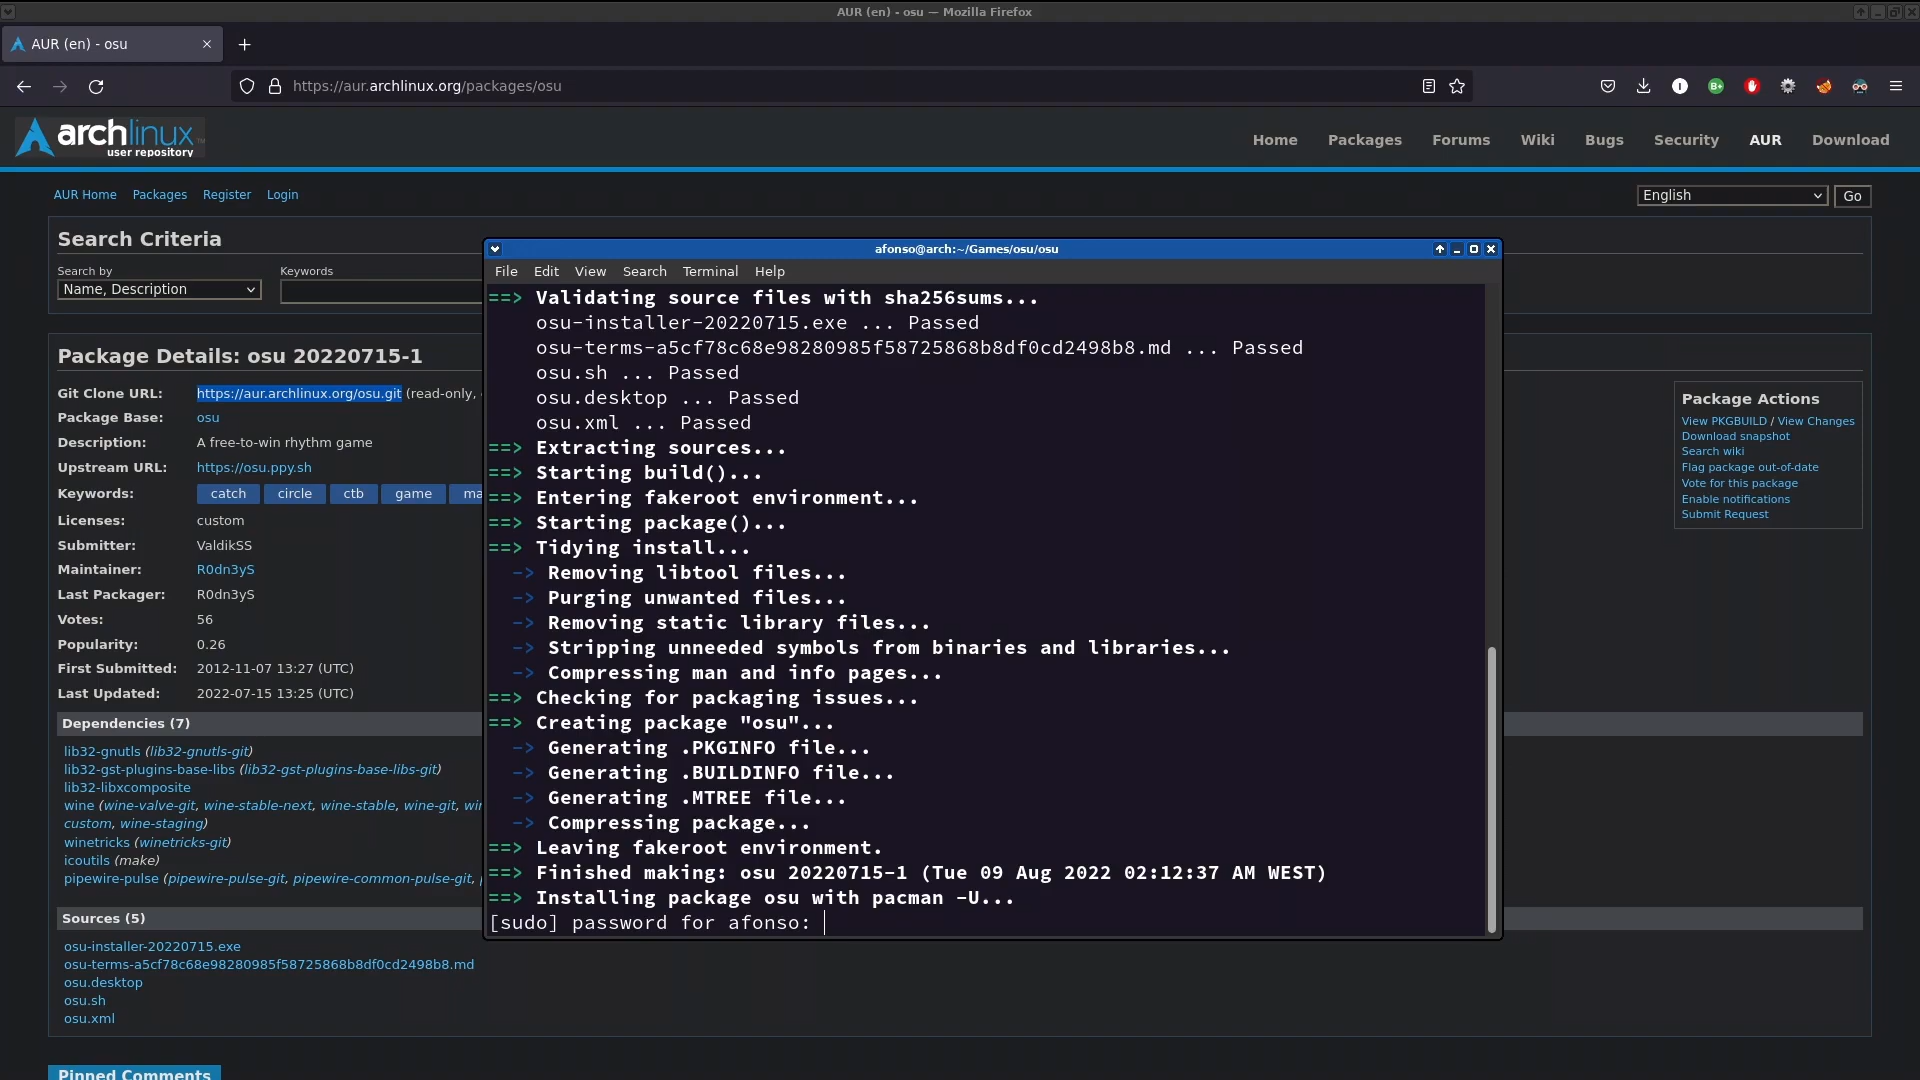 AUR (en) - osu — Mozilla Firefox
AUR (en) - osu
https://aur.archlinux.org/packages/osu
archlinux
user repository
Home Packages Forums Wiki Bugs Security AUR Download
AUR Home Packages Register Login
English Go
Search Criteria
Search by Keywords
Name, Description
Package Details: osu 20220715-1
Git Clone URL: https://aur.archlinux.org/osu.git (read-only,
Package Base: osu
Description: A free-to-win rhythm game
Upstream URL: https://osu.ppy.sh
Keywords: catch circle ctb game ma
Licenses: custom
Submitter: ValdikSS
Maintainer: R0dn3yS
Last Packager: R0dn3yS
Votes: 56
Popularity: 0.26
First Submitted: 2012-11-07 13:27 (UTC)
Last Updated: 2022-07-15 13:25 (UTC)
Dependencies (7)
lib32-gnutls (lib32-gnutls-git)
lib32-gst-plugins-base-libs (lib32-gst-plugins-base-libs-git)
lib32-libxcomposite
wine (wine-valve-git, wine-stable-next, wine-stable, wine-git, wi
custom, wine-staging)
winetricks (winetricks-git)
icoutils (make)
pipewire-pulse (pipewire-pulse-git, pipewire-common-pulse-git,
Sources (5)
osu-installer-20220715.exe
osu-terms-a5cf78c68e98280985f58725868b8df0cd2498b8.md
osu.desktop
osu.sh
osu.xml
Pinned Comments
Package Actions
View PKGBUILD / View Changes
Download snapshot
Search wiki
Flag package out-of-date
Vote for this package
Enable notifications
Submit Request
afonso@arch:~/Games/osu/osu
File Edit View Search Terminal Help
==> Validating source files with sha256sums...
osu-installer-20220715.exe ... Passed
osu-terms-a5cf78c68e98280985f58725868b8df0cd2498b8.md ... Passed
osu.sh ... Passed
osu.desktop ... Passed
osu.xml ... Passed
==> Extracting sources...
==> Starting build()...
==> Entering fakeroot environment...
==> Starting package()...
==> Tidying install...
-> Removing libtool files...
-> Purging unwanted files...
-> Removing static library files...
-> Stripping unneeded symbols from binaries and libraries...
-> Compressing man and info pages...
==> Checking for packaging issues...
==> Creating package "osu"...
-> Generating .PKGINFO file...
-> Generating .BUILDINFO file...
-> Generating .MTREE file...
-> Compressing package...
==> Leaving fakeroot environment.
==> Finished making: osu 20220715-1 (Tue 09 Aug 2022 02:12:37 AM WEST)
==> Installing package osu with pacman -U...
[sudo] password for afonso: